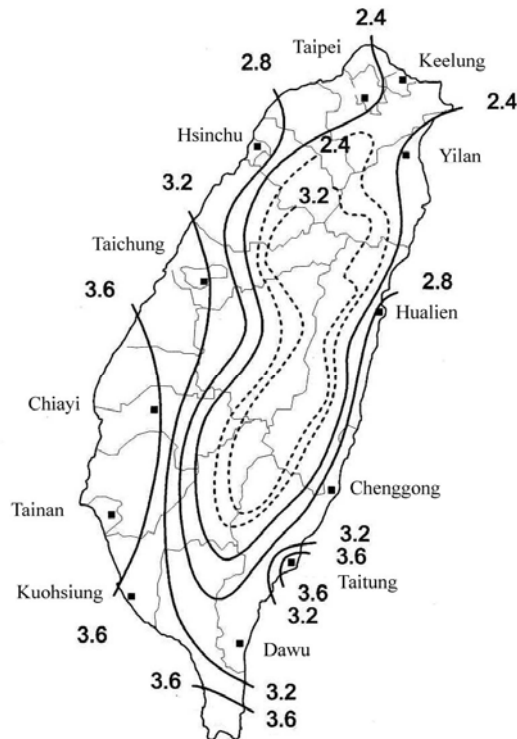 2.4
Taipei
Keelung
2.8
2.4
Hsinchu
2.4
Yilan
3.2
3.2
Taichung
3.6
2.8
Hualien
Chiayi
Chenggong
Tainan
3.2
3.6
Taitung
3.6
Kuohsiung
3.2
3.6
Dawu
3.6
3.2
3.6